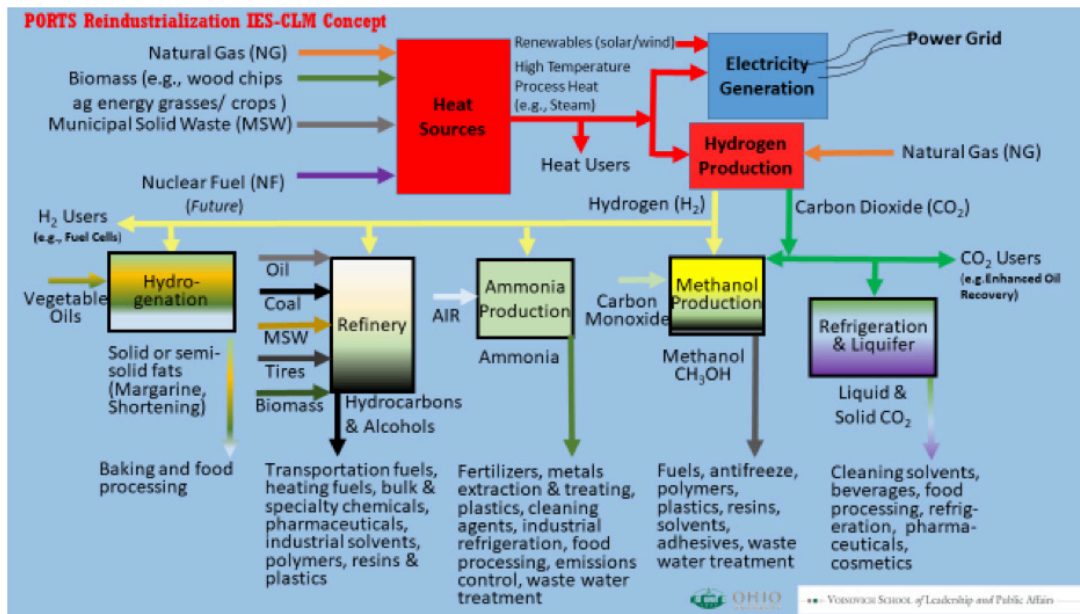 PORTS Reindustrialization IES-CLM Concept
Natural Gas (NG)
Biomass (e.g., wood chips
ag energy grasses/ crops )
Municipal Solid Waste (MSW)
Nuclear Fuel (NF)
(Future)
Heat
Sources
Renewables (solar/wind)
High Temperature
Process Heat
(e.g., Steam)
Heat Users
Electricity
Generation
Power Grid
Hydrogen
Production
Natural Gas (NG)
Hydrogen (H₂)
Carbon Dioxide (CO₂)
H₂ Users
(e.g., Fuel Cells)
Vegetable
Oils
Hydro-
genation
Solid or semi-
solid fats
(Margarine,
Shortening)
Baking and food
processing
Oil
Coal
MSW
Tires
Biomass
Refinery
Hydrocarbons
& Alcohols
Transportation fuels,
heating fuels, bulk &
specialty chemicals,
pharmaceuticals,
industrial solvents,
polymers, resins &
plastics
AIR
Ammonia
Production
Ammonia
Fertilizers, metals
extraction & treating,
plastics, cleaning
agents, industrial
refrigeration, food
processing, emissions
control, waste water
treatment
Carbon
Monoxide
Methanol
Production
Methanol
CH₃OH
Fuels, antifreeze,
polymers,
plastics, resins,
solvents,
adhesives, waste
water treatment
CO₂ Users
(e.g.Enhanced Oil
Recovery)
Refrigeration
& Liquifer
Liquid &
Solid CO₂
Cleaning solvents,
beverages, food
processing, refrig-
eration, pharma-
ceuticals,
cosmetics
OHIO
UNIVERSITY
VOINOVICH SCHOOL of Leadership and Public Affairs